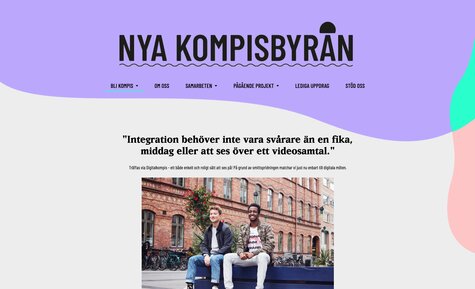 NYA KOMPISBYRÅN
BLI KOMPIS OM OSS SAMARBETEN PÅGÅENDE PROJEKT LEDIGA UPPDRAG STÖD OSS
"Integration behöver inte vara svårare än en fika,
middag eller att ses över ett videosamtal."
Träffas via Digitalkompis - ett både enkelt och roligt sätt att ses på! På grund av smittspridningen matchar vi just nu enbart till digitala möten.